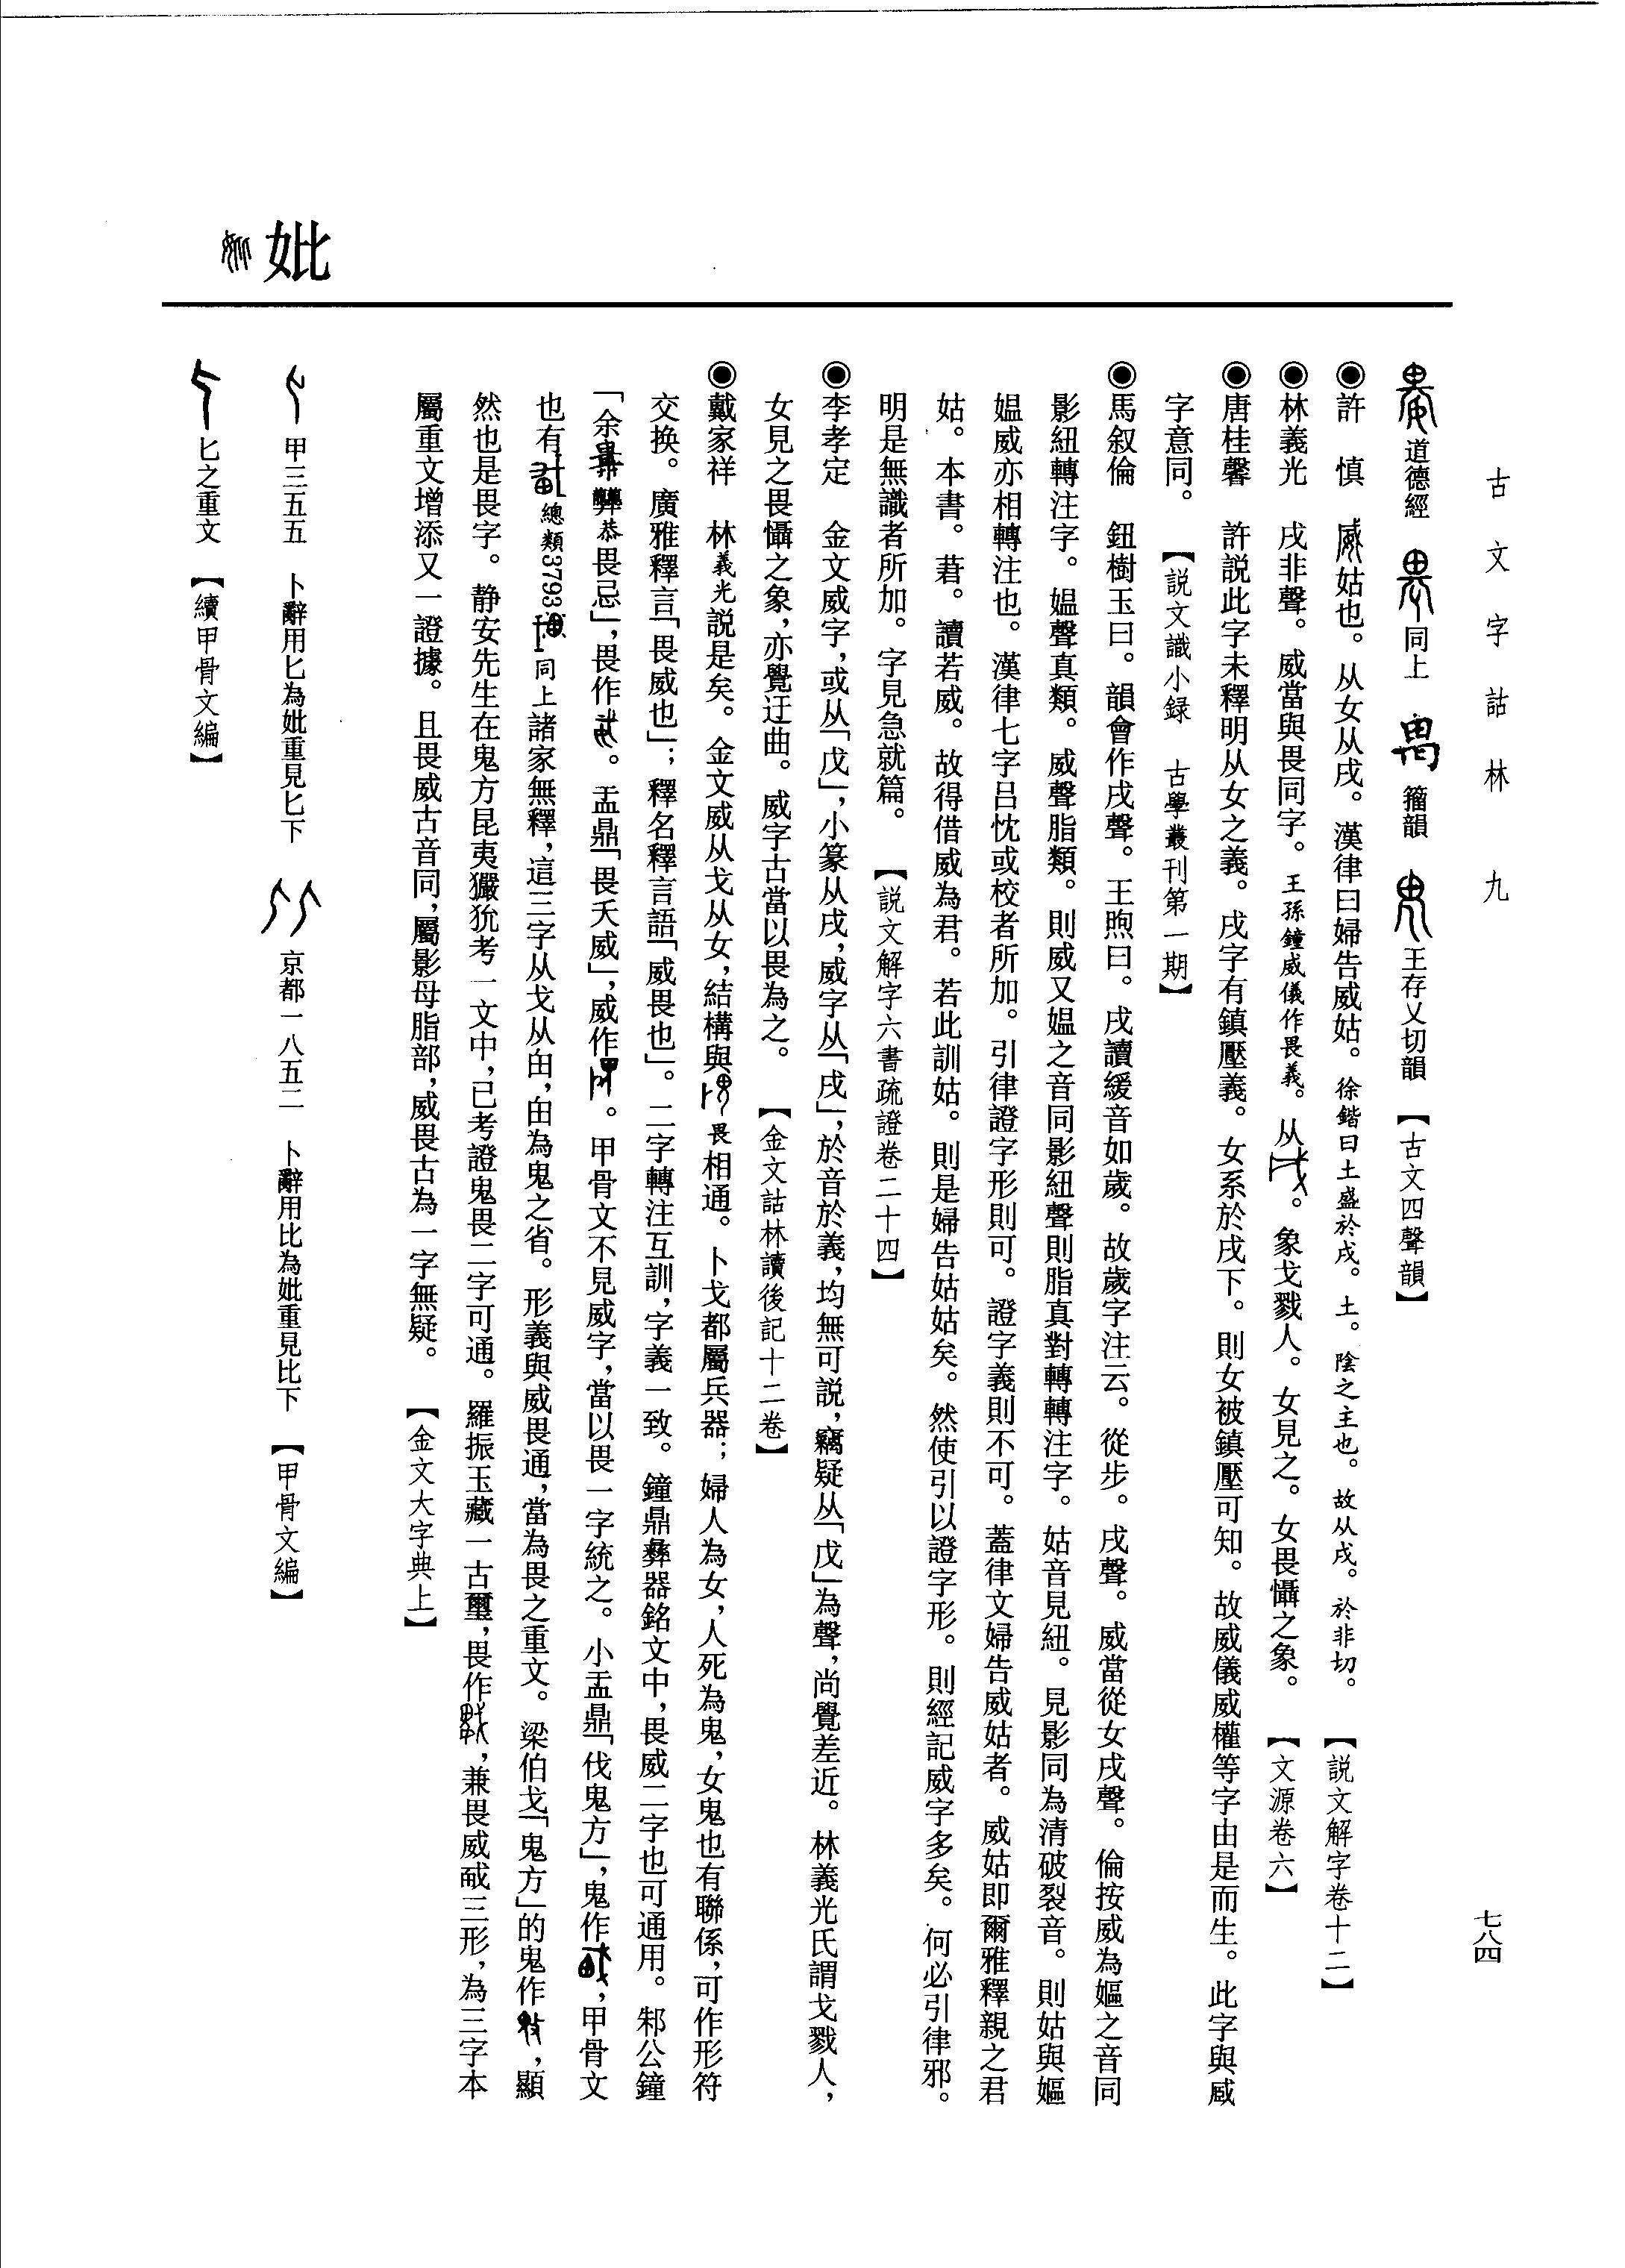 古文字詁林 九
七八四
妣
道德經 同上 籀韻 王存乂切韻 【古文四聲韻】
◉許 慎 姑也。从女从戌。漢律曰婦告威姑。徐鍇曰土盛於戌。土。陰之主也。故从戌。於非切。 【説文解字卷十二】
◉林義光 戌非聲。威當與畏同字。王孫鐘威儀作畏義。从。象戈戮人。女見之。女畏懾之象。 【文源卷六】
◉唐桂馨 許説此字未釋明从女之義。戌字有鎮壓義。女系於戌下。則女被鎮壓可知。故威儀威權等字由是而生。此字與
字意同。 【説文識小録 古學叢刊第一期】
◉馬叙倫 鈕樹玉曰。韻會作戌聲。王煦曰。戌讀緩音如歲。故歲字注云。從步。戌聲。威當從女戌聲。倫按威為嫗之音同
影紐轉注字。媪聲真類。威聲脂類。則威又媪之音同影紐聲則脂真對轉轉注字。姑音見紐。見影同為清破裂音。則姑與嫗
媪威亦相轉注也。漢律七字吕忱或校者所加。引律證字形則可。證字義則不可。蓋律文婦告威姑者。威姑即爾雅釋親之君
姑。本書。莙。讀若威。故得借威為君。若此訓姑。則是婦告姑姑矣。然使引以證字形。則經記威字多矣。何必引律邪。
明是無識者所加。字見急就篇。 【説文解字六書疏證卷二十四】
◉李孝定 金文威字,或从「戊」,小篆从戌,威字从「戌」,於音於義,均無可説,竊疑从「戊」為聲,尚覺差近。林義光氏謂戈戮人,
女見之畏懾之象,亦覺迂曲。威字古當以畏為之。 【金文詁林讀後記十二卷】
◉戴家祥 林義光説是矣。金文威从戈从女,結構與畏相通。卜戈都屬兵器;婦人為女,人死為鬼,女鬼也有聯係,可作形符
交换。廣雅釋言「畏威也」;釋名釋言語「威畏也」。二字轉注互訓,字義一致。鐘鼎彝器銘文中,畏威二字也可通用。邾公鐘
「余恭畏忌」,畏作。盂鼎「畏天威」,威作。甲骨文不見威字,當以畏一字統之。小盂鼎「伐鬼方」,鬼作,甲骨文
也有總類37793.同上諸家無釋,這三字从戈从甶,甶為鬼之省。形義與威畏通,當為畏之重文。梁伯戈「鬼方」的鬼作,顯
然也是畏字。静安先生在鬼方昆夷玁狁考一文中,已考證鬼畏二字可通。羅振玉藏一古璽,畏作,兼畏威戓三形,為三字本
屬重文增添又一證據。且畏威古音同,屬影母脂部,威畏古為一字無疑。 【金文大字典上】
甲三五五 卜辭用匕為妣重見匕下 京都一八五二 卜辭用比為妣重見比下 【甲骨文編】
匕之重文 【續甲骨文編】